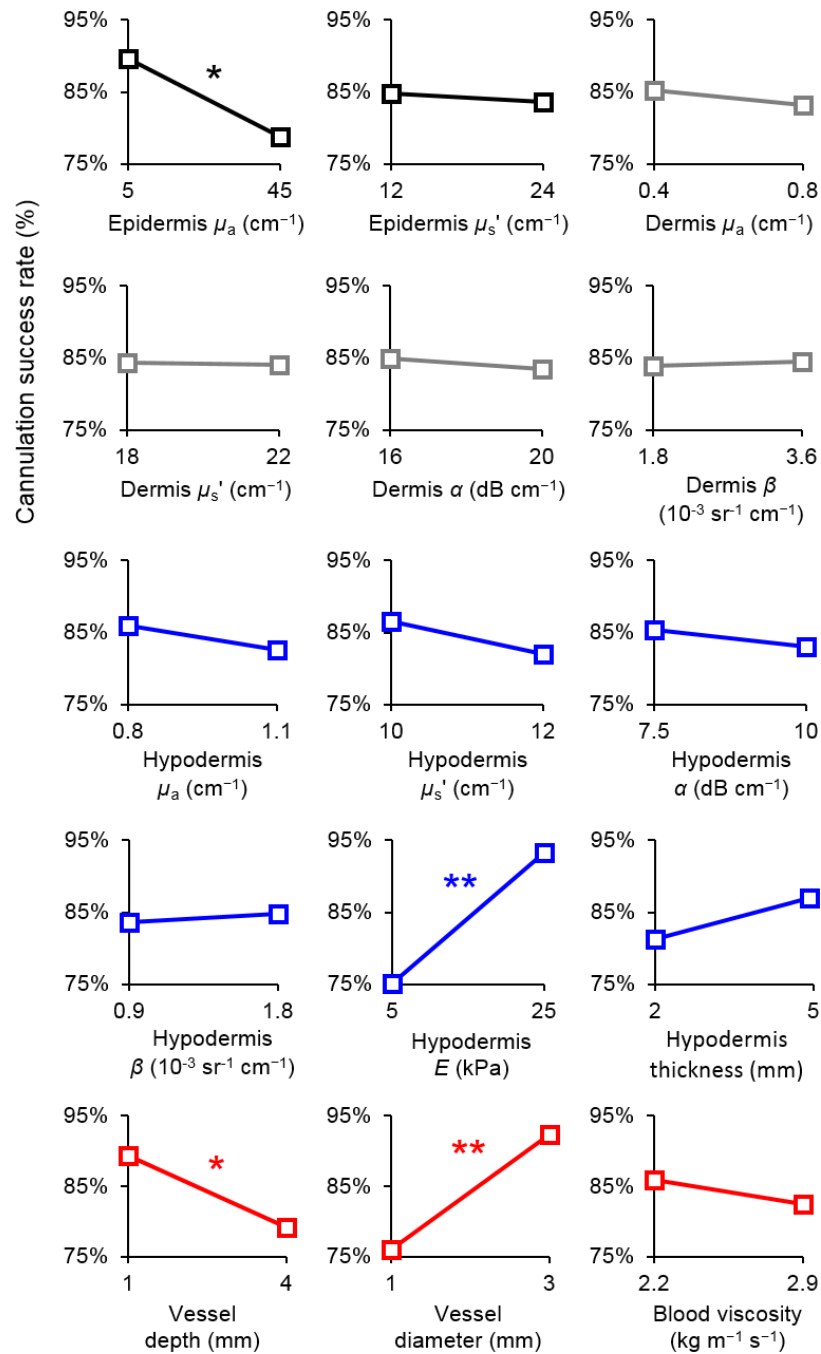 Cannulation success rate (%)
95%
85%
75%
*
5 45
Epidermis μa (cm⁻¹)
95%
85%
75%
12 24
Epidermis μs' (cm⁻¹)
95%
85%
75%
0.4 0.8
Dermis μa (cm⁻¹)
95%
85%
75%
18 22
Dermis μs' (cm⁻¹)
95%
85%
75%
16 20
Dermis α (dB cm⁻¹)
95%
85%
75%
1.8 3.6
Dermis β
(10⁻³ sr⁻¹ cm⁻¹)
95%
85%
75%
0.8 1.1
Hypodermis
μa (cm⁻¹)
95%
85%
75%
10 12
Hypodermis
μs' (cm⁻¹)
95%
85%
75%
7.5 10
Hypodermis
α (dB cm⁻¹)
95%
85%
75%
0.9 1.8
Hypodermis
β (10⁻³ sr⁻¹ cm⁻¹)
95%
85%
75%
**
5 25
Hypodermis
E (kPa)
95%
85%
75%
2 5
Hypodermis
thickness (mm)
95%
85%
75%
*
1 4
Vessel
depth (mm)
95%
85%
75%
**
1 3
Vessel
diameter (mm)
95%
85%
75%
2.2 2.9
Blood viscosity
(kg m⁻¹ s⁻¹)